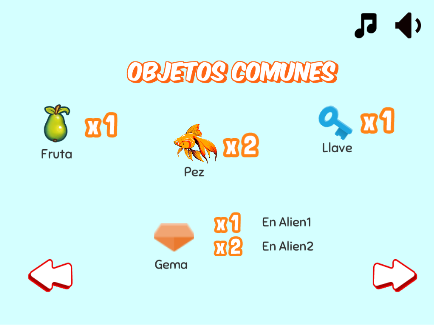 OBJETOS COMUNES
x1
Fruta
x2
Pez
x1
Llave
Gema
x1 En Alien1
x2 En Alien2